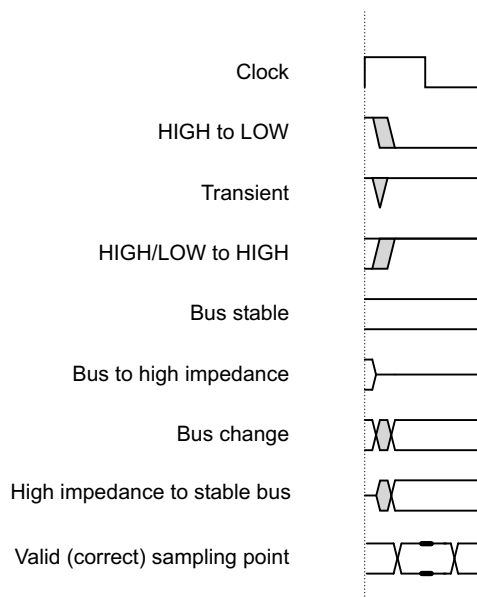 Clock
HIGH to LOW
Transient
HIGH/LOW to HIGH
Bus stable
Bus to high impedance
Bus change
High impedance to stable bus
Valid (correct) sampling point